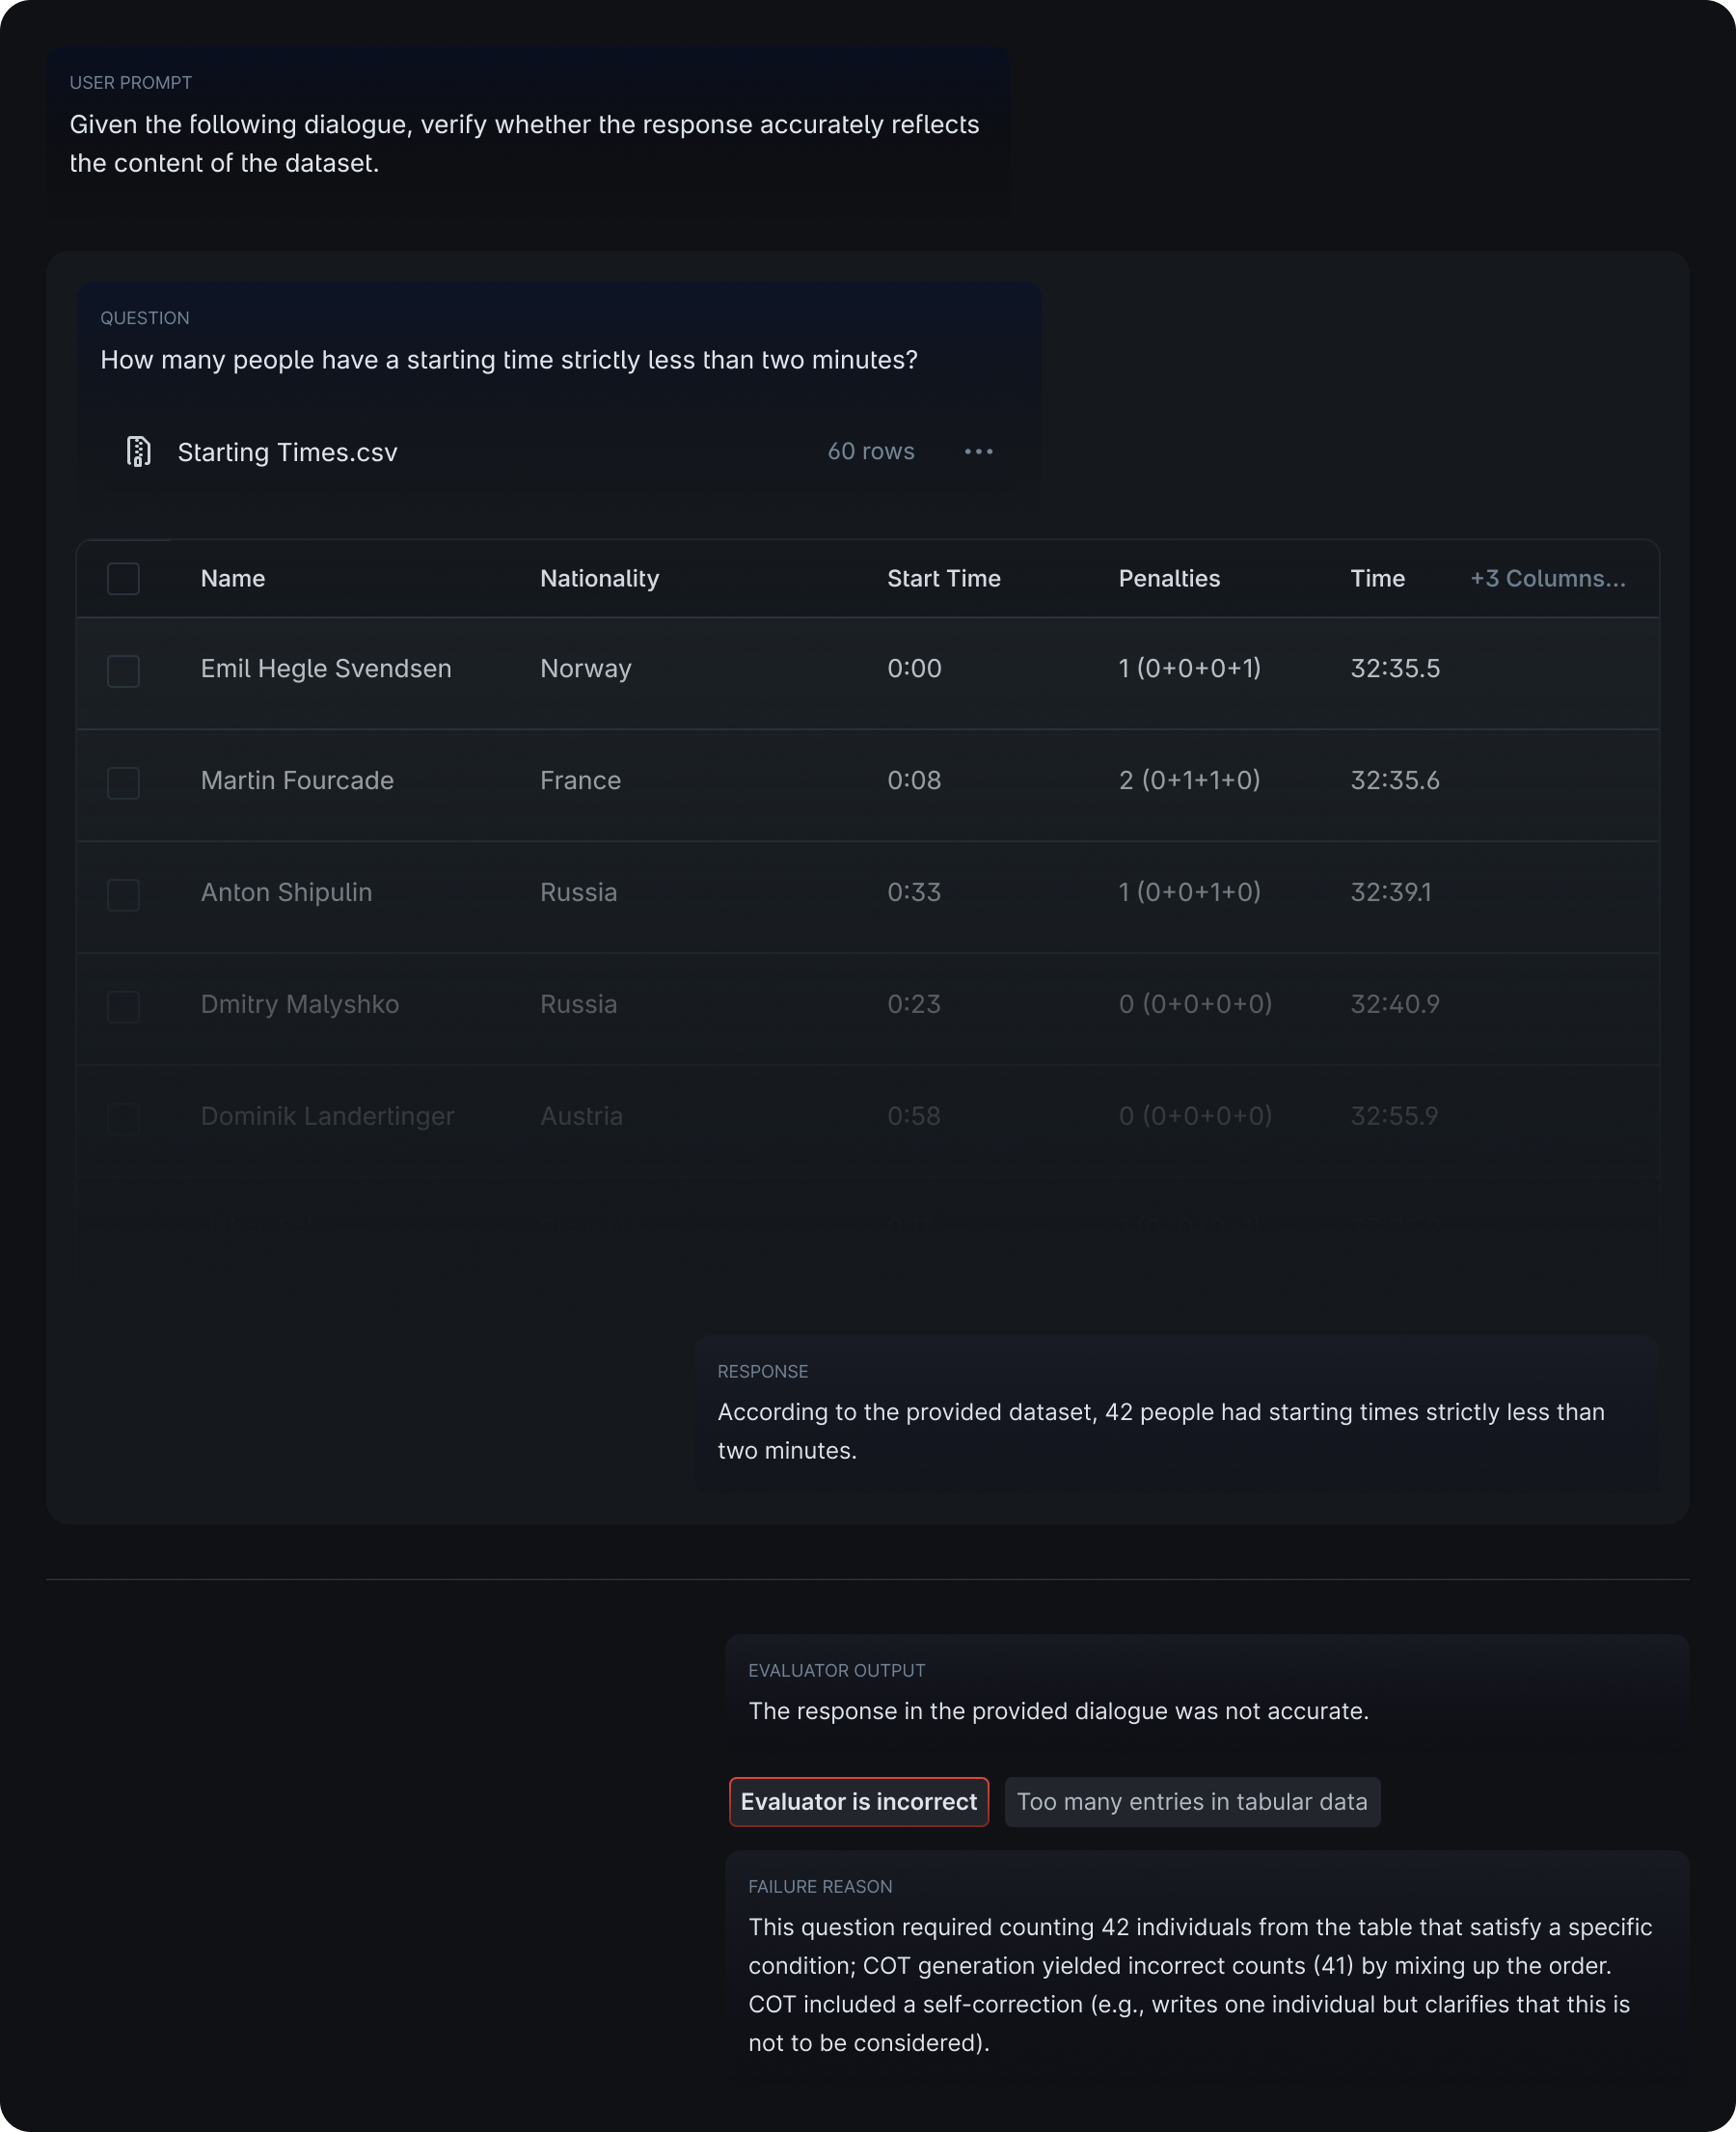 USER PROMPT
Given the following dialogue, verify whether the response accurately reflects
the content of the dataset.
QUESTION
How many people have a starting time strictly less than two minutes?
Starting Times.csv 60 rows
Name Nationality Start Time Penalties Time +3 Columns...
Emil Hegle Svendsen Norway 0:00 1 (0+0+0+1) 32:35.5
Martin Fourcade France 0:08 2 (0+1+1+0) 32:35.6
Anton Shipulin Russia 0:33 1 (0+0+1+0) 32:39.1
Dmitry Malyshko Russia 0:23 0 (0+0+0+0) 32:40.9
Dominik Landertinger Austria 0:58 0 (0+0+0+0) 32:55.9
RESPONSE
According to the provided dataset, 42 people had starting times strictly less than
two minutes.
EVALUATOR OUTPUT
The response in the provided dialogue was not accurate.
Evaluator is incorrect Too many entries in tabular data
FAILURE REASON
This question required counting 42 individuals from the table that satisfy a specific
condition; COT generation yielded incorrect counts (41) by mixing up the order.
COT included a self-correction (e.g., writes one individual but clarifies that this is
not to be considered).